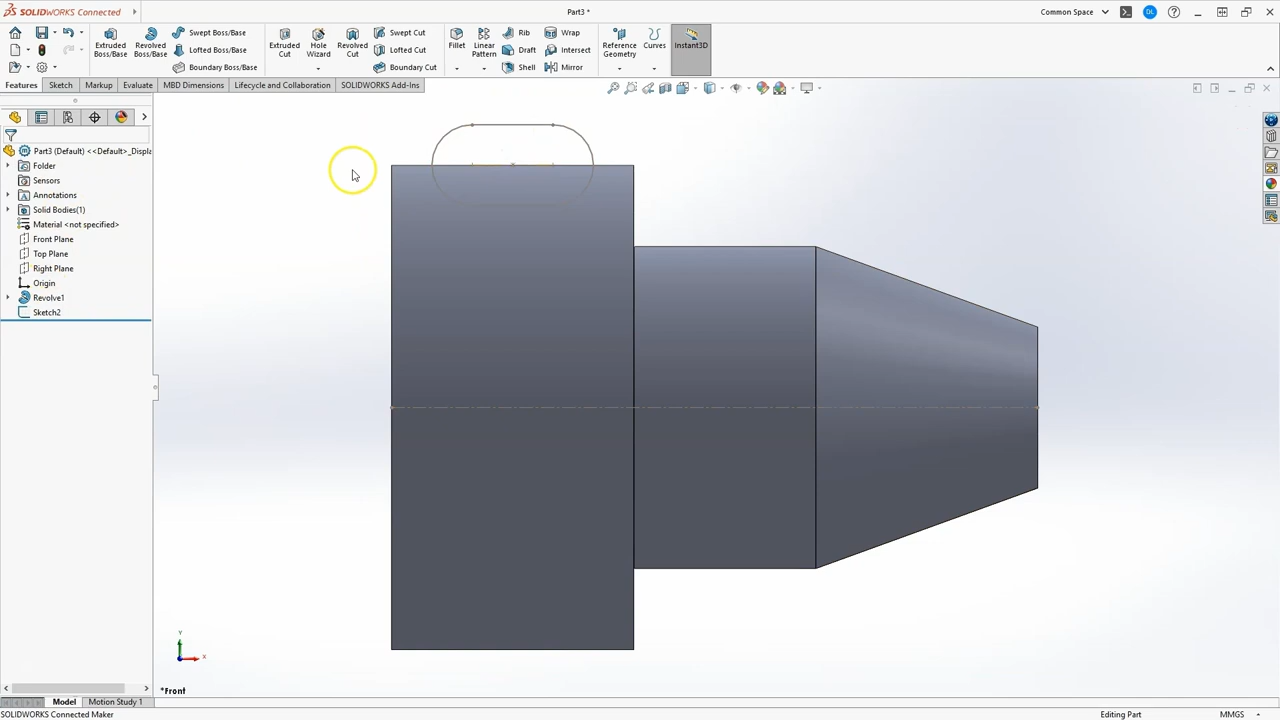 SOLIDWORKS Connected
Part3 *
Common Space
DL
Extruded Boss/Base
Revolved Boss/Base
Swept Boss/Base
Lofted Boss/Base
Boundary Boss/Base
Extruded Cut
Hole Wizard
Revolved Cut
Swept Cut
Lofted Cut
Boundary Cut
Fillet
Linear Pattern
Rib
Draft
Shell
Wrap
Intersect
Mirror
Reference Geometry
Curves
Instant3D
Features
Sketch
Markup
Evaluate
MBD Dimensions
Lifecycle and Collaboration
SOLIDWORKS Add-Ins
Part3 (Default) <<Default>_Displa
Folder
Sensors
Annotations
Solid Bodies(1)
Material <not specified>
Front Plane
Top Plane
Right Plane
Origin
Revolve1
Sketch2
Y
X
*Front
Model
Motion Study 1
SOLIDWORKS Connected Maker
Editing Part
MMGS